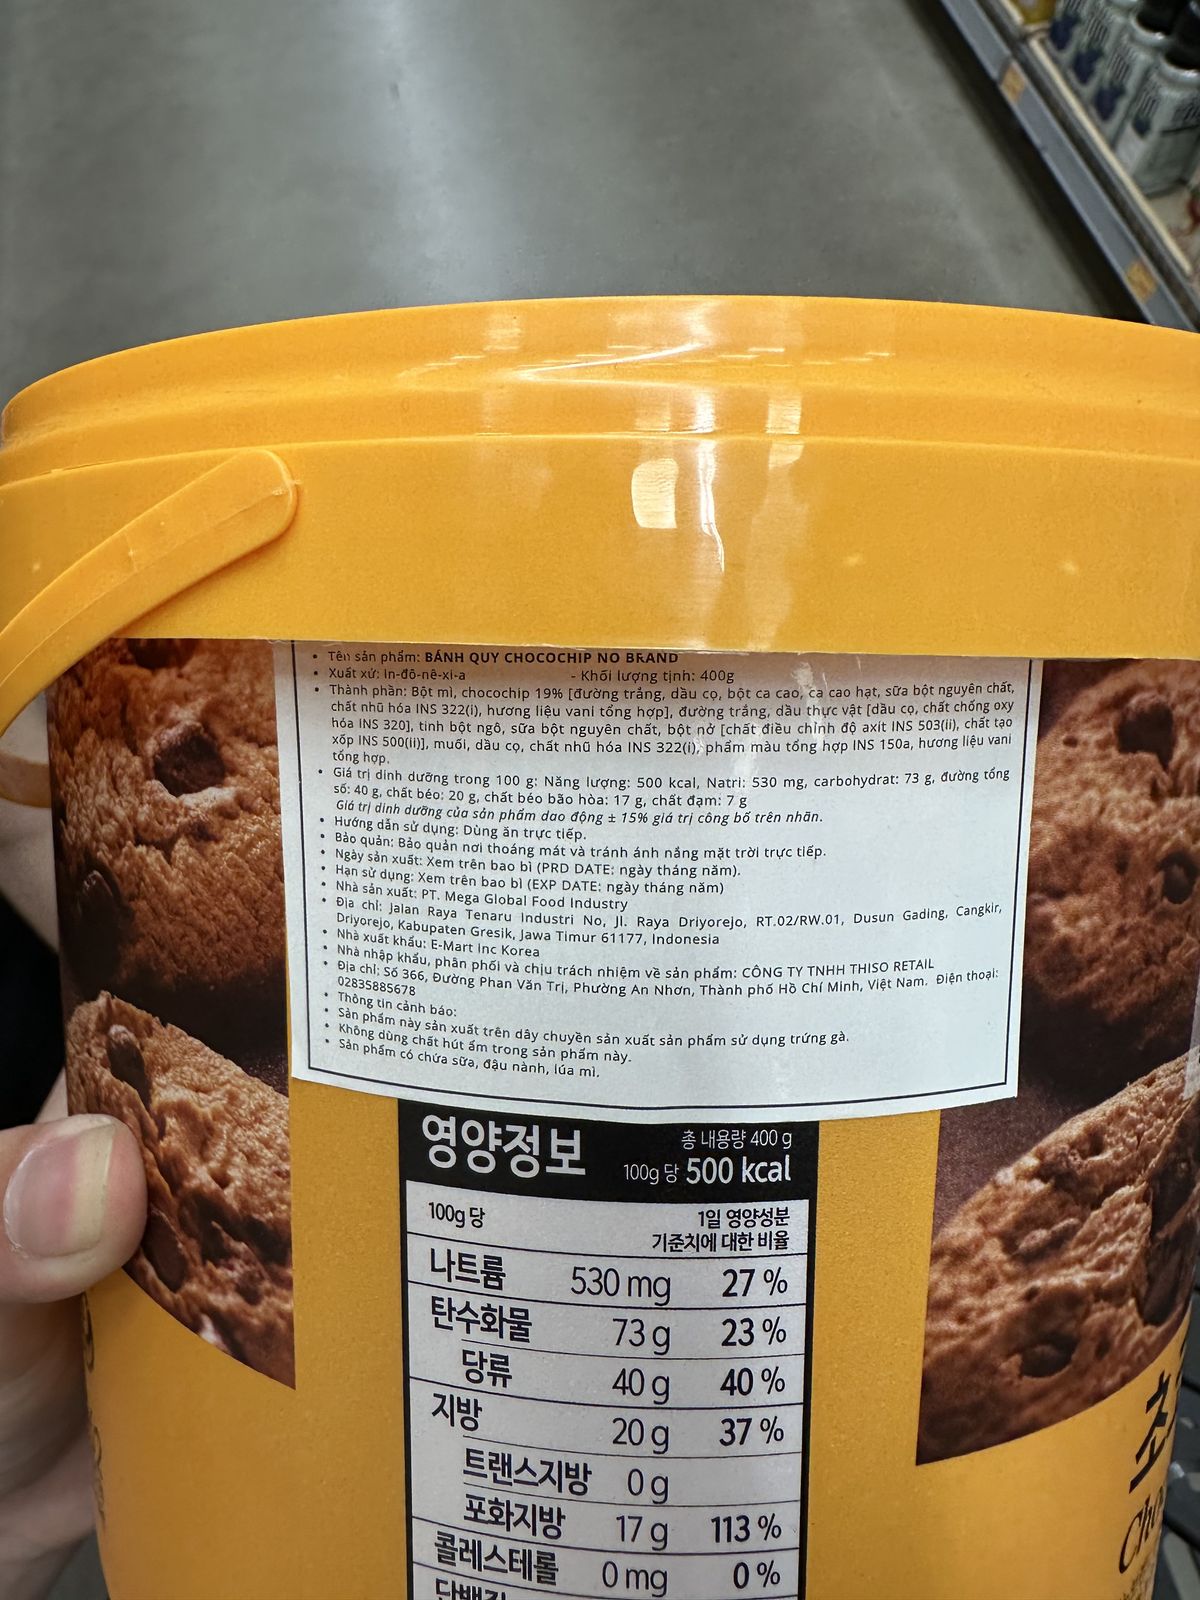 • Tên sản phẩm: BÁNH QUY CHOCOCHIP NO BRAND
• Xuất xứ: In-đô-nê-xi-a - Khối lượng tịnh: 400g
• Thành phần: Bột mì, chocochip 19% [đường trắng, dầu cọ, bột ca cao, ca cao hạt, sữa bột nguyên chất,
chất nhũ hóa INS 322(i), hương liệu vani tổng hợp], đường trắng, dầu thực vật [dầu cọ, chất chống oxy
hóa INS 320], tinh bột ngô, sữa bột nguyên chất, bột nở [chất điều chỉnh độ axít INS 503(ii), chất tạo
xốp INS 500(ii)], muối, dầu cọ, chất nhũ hóa INS 322(i), phẩm màu tổng hợp INS 150a, hương liệu vani
tổng hợp.
• Giá trị dinh dưỡng trong 100 g: Năng lượng: 500 kcal, Natri: 530 mg, carbohydrat: 73 g, đường tổng
số: 40 g, chất béo: 20 g, chất béo bão hòa: 17 g, chất đạm: 7 g
Giá trị dinh dưỡng của sản phẩm dao động ± 15% giá trị công bố trên nhãn.
• Hướng dẫn sử dụng: Dùng ăn trực tiếp.
• Bảo quản: Bảo quản nơi thoáng mát và tránh ánh nắng mặt trời trực tiếp.
• Ngày sản xuất: Xem trên bao bì (PRD DATE: ngày tháng năm).
• Hạn sử dụng: Xem trên bao bì (EXP DATE: ngày tháng năm)
• Nhà sản xuất: PT. Mega Global Food Industry
• Địa chỉ: Jalan Raya Tenaru Industri No, Jl. Raya Driyorejo, RT.02/RW.01, Dusun Gading, Cangkir,
Driyorejo, Kabupaten Gresik, Jawa Timur 61177, Indonesia
• Nhà xuất khẩu: E-Mart Inc Korea
• Nhà nhập khẩu, phân phối và chịu trách nhiệm về sản phẩm: CÔNG TY TNHH THISO RETAIL
• Địa chỉ: Số 366, Đường Phan Văn Trị, Phường An Nhơn, Thành phố Hồ Chí Minh, Việt Nam. Điện thoại:
02835885678
• Thông tin cảnh báo:
• Sản phẩm này sản xuất trên dây chuyền sản xuất sản phẩm sử dụng trứng gà.
• Không dùng chất hút ẩm trong sản phẩm này.
• Sản phẩm có chứa sữa, đậu nành, lúa mì.
영양정보 총 내용량 400 g
100g 당 500 kcal
100g 당 1일 영양성분
기준치에 대한 비율
나트륨 530 mg 27 %
탄수화물 73 g 23 %
당류 40 g 40 %
지방 20 g 37 %
트랜스지방 0 g
포화지방 17 g 113 %
콜레스테롤 0 mg 0 %